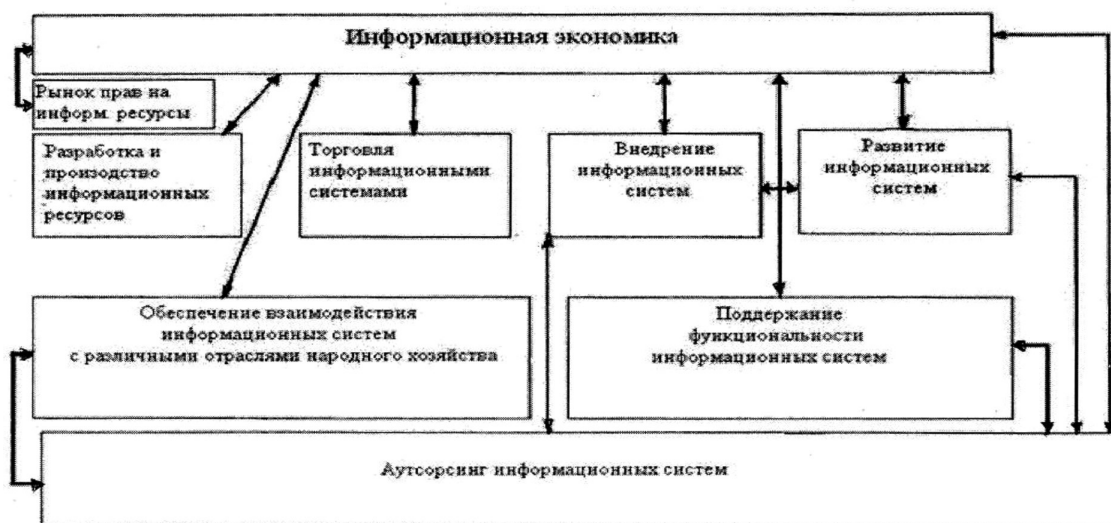 Информационная экономика
Рынок прав на
информ. ресурсы
Разработка и
произодство
информационных
ресурсов
Торговля
информационными
системами
Внедрение
информационных
систем
Развитие
информационных
систем
Обеспечение взаимодействия
информационных систем
с различными отраслями народного хозяйства
Поддержание
функциональности
информационных систем
Аутсорсинг информационных систем